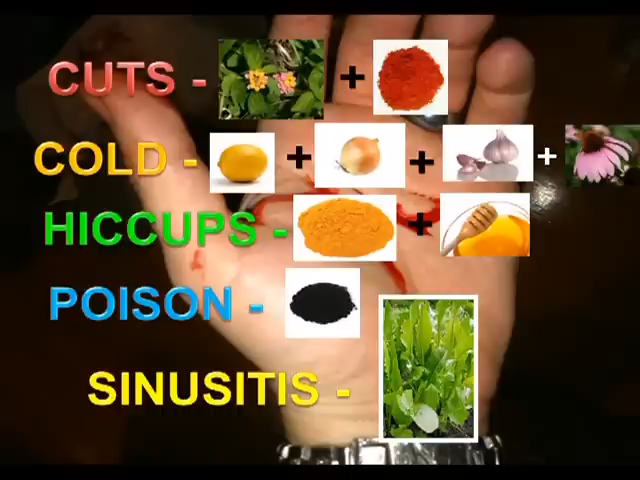 CUTS - +
COLD - + + +
HICCUPS - +
POISON -
SINUSITIS -